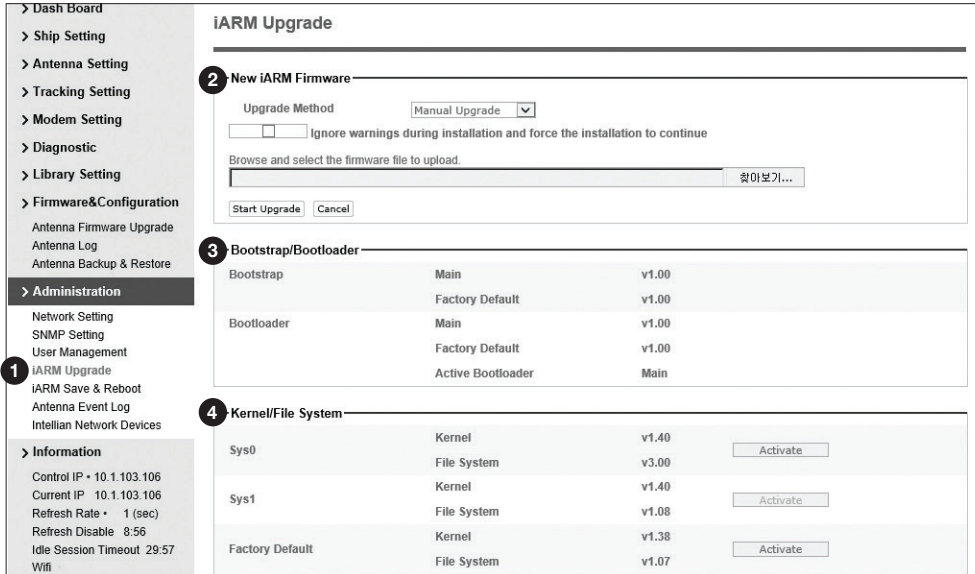 Dash Board
Ship Setting
Antenna Setting
Tracking Setting
Modem Setting
Diagnostic
Library Setting
Firmware&Configuration
Antenna Firmware Upgrade
Antenna Log
Antenna Backup & Restore
Administration
Network Setting
SNMP Setting
User Management
1 iARM Upgrade
iARM Save & Reboot
Antenna Event Log
Intellian Network Devices
Information
Control IP • 10.1.103.106
Current IP 10.1.103.106
Refresh Rate • 1 (sec)
Refresh Disable 8:56
Idle Session Timeout 29:57
Wifi
iARM Upgrade
2 New iARM Firmware
Upgrade Method Manual Upgrade
Ignore warnings during installation and force the installation to continue
Browse and select the firmware file to upload.
찾아보기...
Start Upgrade Cancel
3 Bootstrap/Bootloader
Bootstrap Main v1.00
Factory Default v1.00
Bootloader Main v1.00
Factory Default v1.00
Active Bootloader Main
4 Kernel/File System
Sys0 Kernel v1.40 Activate
File System v3.00
Sys1 Kernel v1.40 Activate
File System v1.08
Factory Default Kernel v1.38 Activate
File System v1.07